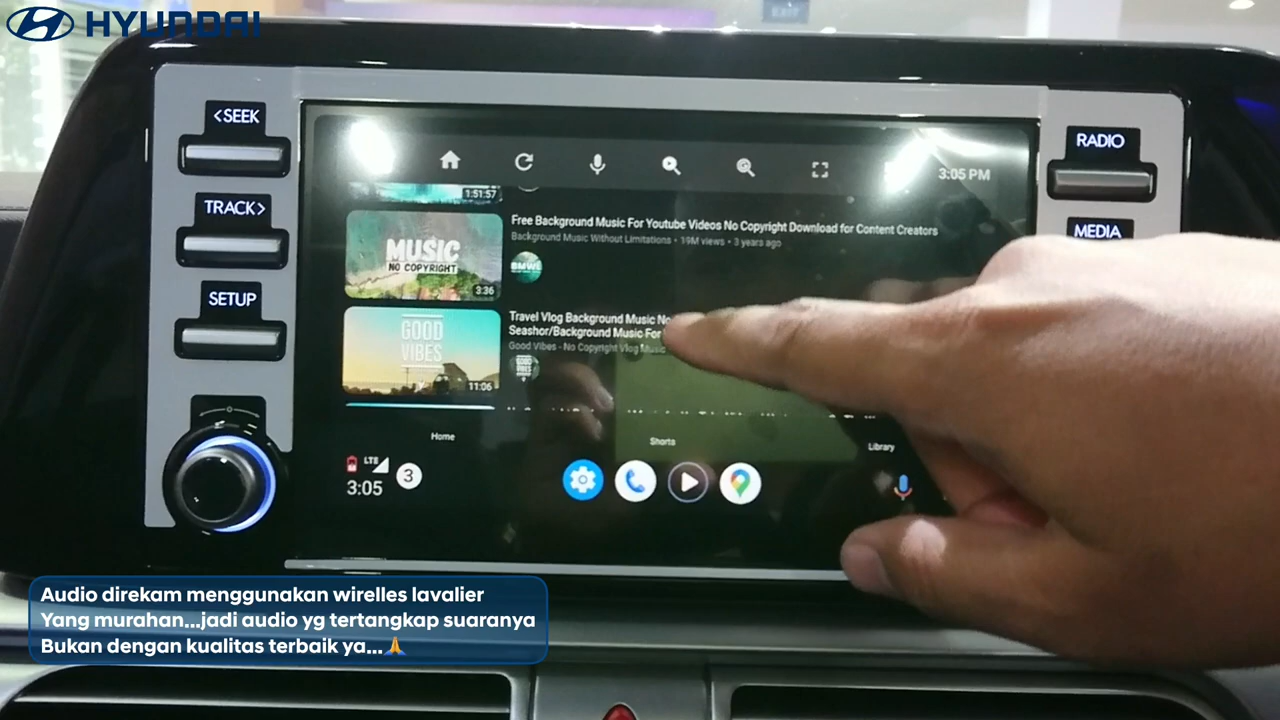 HYUNDAI
<SEEK
TRACK>
SETUP
RADIO
MEDIA
3:05 PM
1:51:57
Free Background Music For Youtube Videos No Copyright Download for Content Creators
Background Music Without Limitations • 19M views • 3 years ago
MUSIC
NO COPYRIGHT
3:36
BMWL
Travel Vlog Background Music No
Seashor/Background Music For
Good Vibes - No Copyright Vlog Music
GOOD
VIBES
11:06
Home
Shorts
Library
LTE
3:05
3
Audio direkam menggunakan wirelles lavalier
Yang murahan...jadi audio yg tertangkap suaranya
Bukan dengan kualitas terbaik ya...🙏